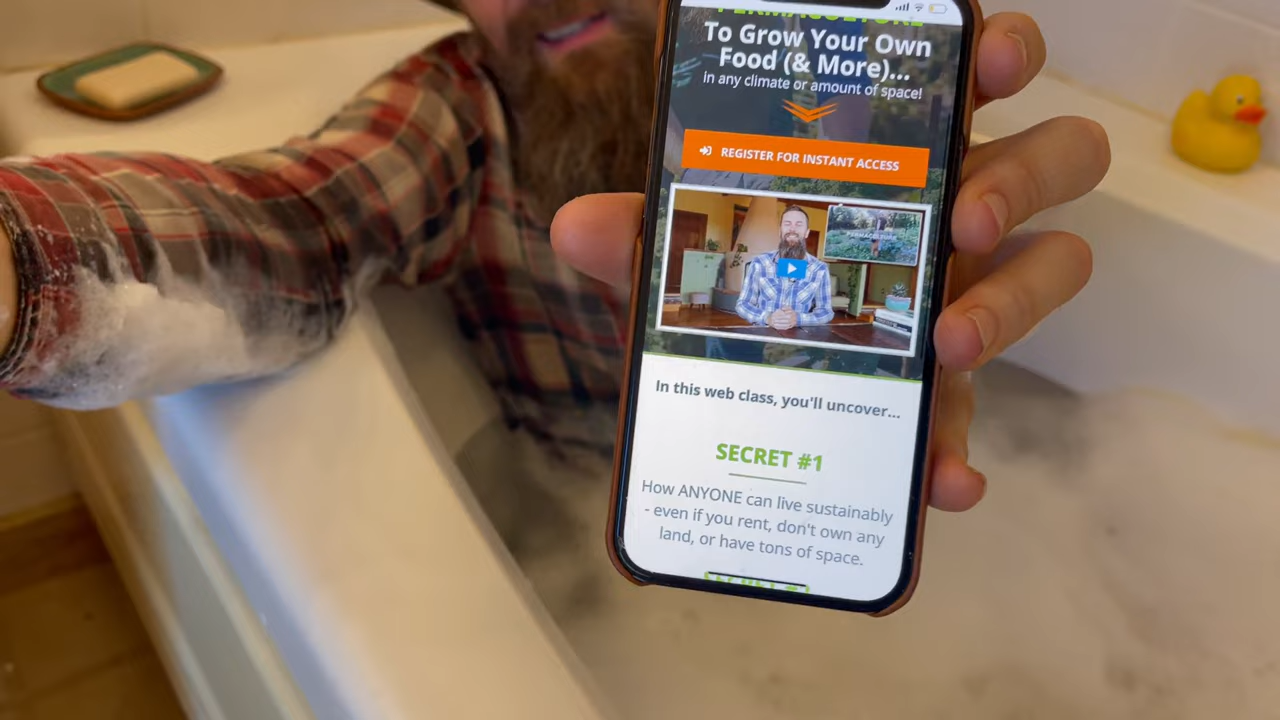 PERMACULTURE
To Grow Your Own
Food (& More)...
in any climate or amount of space!
REGISTER FOR INSTANT ACCESS
PERMACULTURE
In this web class, you'll uncover...
SECRET #1
How ANYONE can live sustainably
- even if you rent, don't own any
land, or have tons of space.